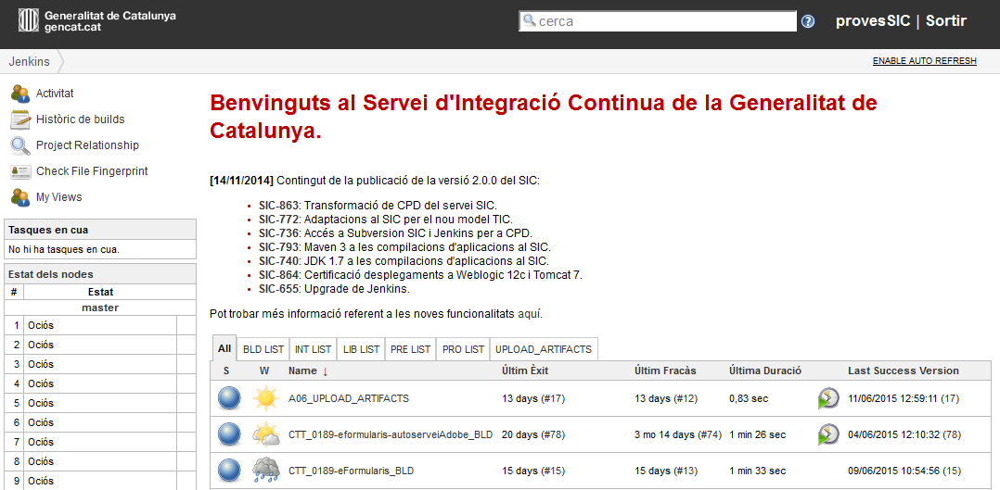 Generalitat de Catalunya
gencat.cat
cerca
provesSIC | Sortir
Jenkins
ENABLE AUTO REFRESH
Activitat
Històric de builds
Project Relationship
Check File Fingerprint
My Views
Tasques en cua
No hi ha tasques en cua.
Estat dels nodes
# Estat
master
1 Ociós
2 Ociós
3 Ociós
4 Ociós
5 Ociós
6 Ociós
7 Ociós
8 Ociós
9 Ociós
Benvinguts al Servei d'Integració Continua de la Generalitat de
Catalunya.
[14/11/2014] Contingut de la publicació de la versió 2.0.0 del SIC:
• SIC-863: Transformació de CPD del servei SIC.
• SIC-772: Adaptacions al SIC per el nou model TIC.
• SIC-736: Accés a Subversion SIC i Jenkins per a CPD.
• SIC-793: Maven 3 a les compilacions d'aplicacions al SIC.
• SIC-740: JDK 1.7 a les compilacions d'aplicacions al SIC.
• SIC-864: Certificació desplegaments a Weblogic 12c i Tomcat 7.
• SIC-655: Upgrade de Jenkins.
Pot trobar més informació referent a les noves funcionalitats aquí.
All BLD LIST INT LIST LIB LIST PRE LIST PRO LIST UPLOAD_ARTIFACTS
S W Name ↓ Últim Èxit Últim Fracàs Última Duració Last Success Version
A06_UPLOAD_ARTIFACTS 13 days (#17) 13 days (#12) 0,83 sec 11/06/2015 12:59:11 (17)
CTT_0189-eformularis-autoserveiAdobe_BLD 20 days (#78) 3 mo 14 days (#74) 1 min 26 sec 04/06/2015 12:10:32 (78)
CTT_0189-eFormularis_BLD 15 days (#15) 15 days (#13) 1 min 33 sec 09/06/2015 10:54:56 (15)